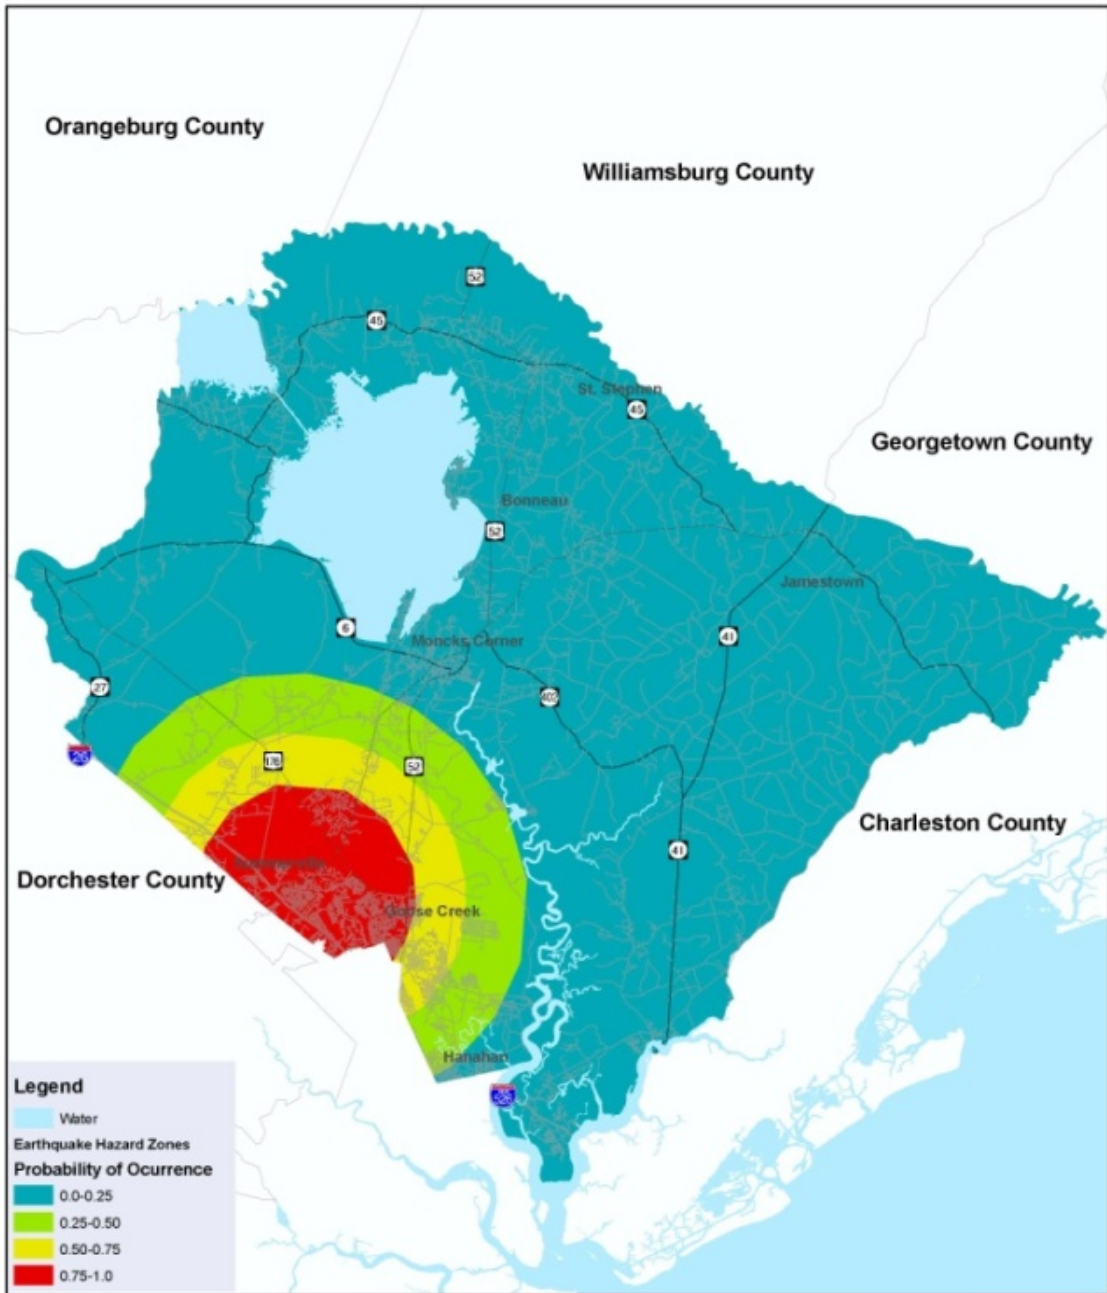 Orangeburg County
Williamsburg County
52
45
St. Stephen
45
Georgetown County
Bonneau
52
Jamestown
6
41
Moncks Corner
27
402
26
176
52
Charleston County
41
Dorchester County
Goose Creek
Hanahan
Legend
Water
Earthquake Hazard Zones
Probability of Ocurrence
0.0-0.25
0.25-0.50
0.50-0.75
0.75-1.0